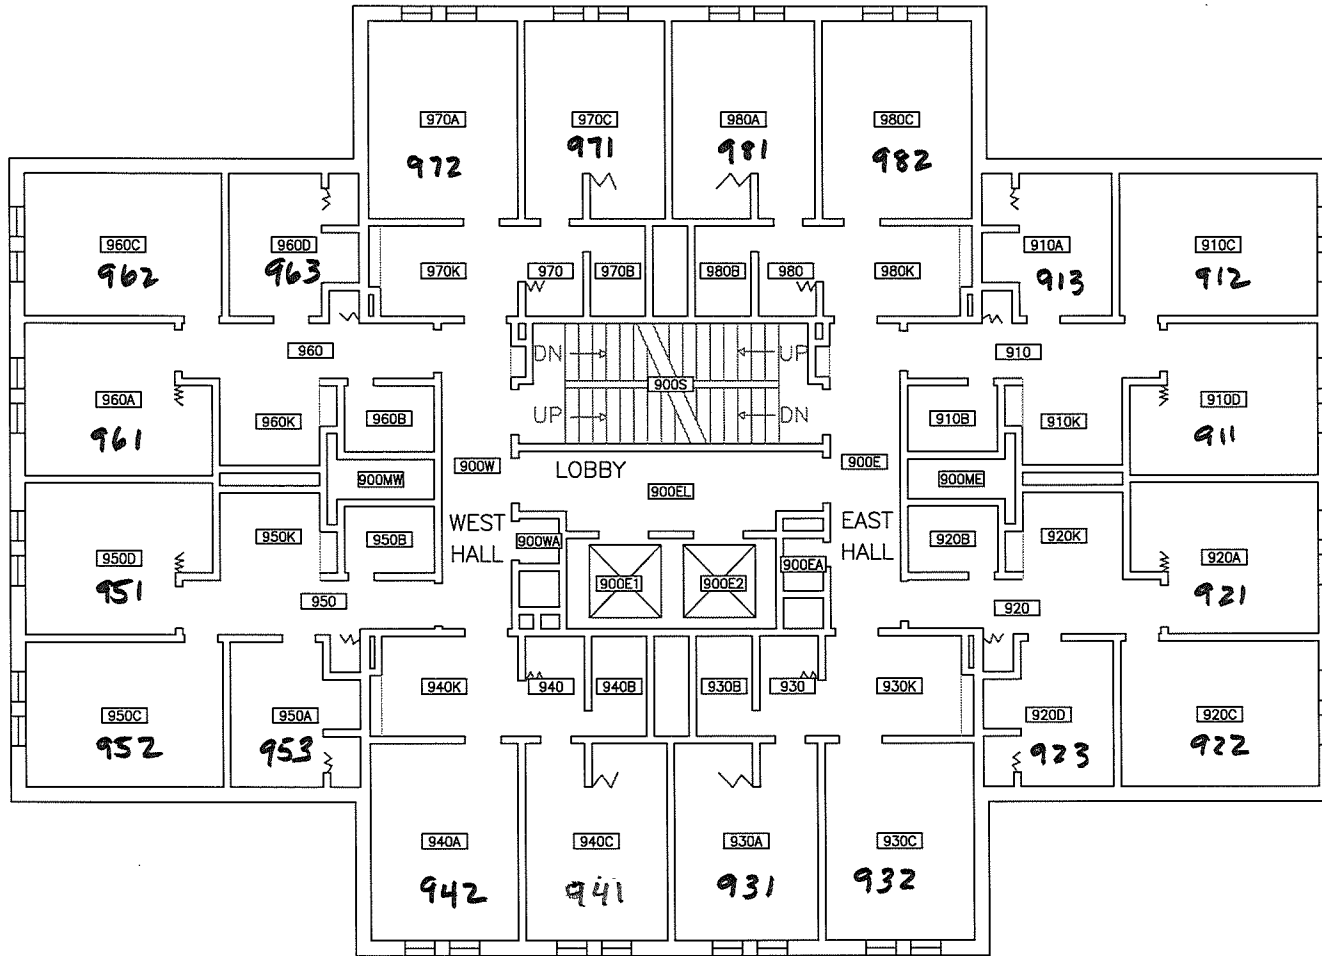 970A 970C 980A 980C
972 971 981 982
960C 960D 910A 910C
962 963 913 912
970K 970 970B 980B 980 980K
960 910
DN UP
900S
960A 910D
961 911
960K 960B UP DN 910B 910K
900W LOBBY 900E
900MW 900EL 900ME
WEST HALL EAST HALL
950K 950B 900WA 900EA 920B 920K
950D 900E1 900E2 920A
951 921
950 920
940K 940 940B 930B 930 930K
950C 950A 920D 920C
952 953 923 922
940A 940C 930A 930C
942 941 931 932